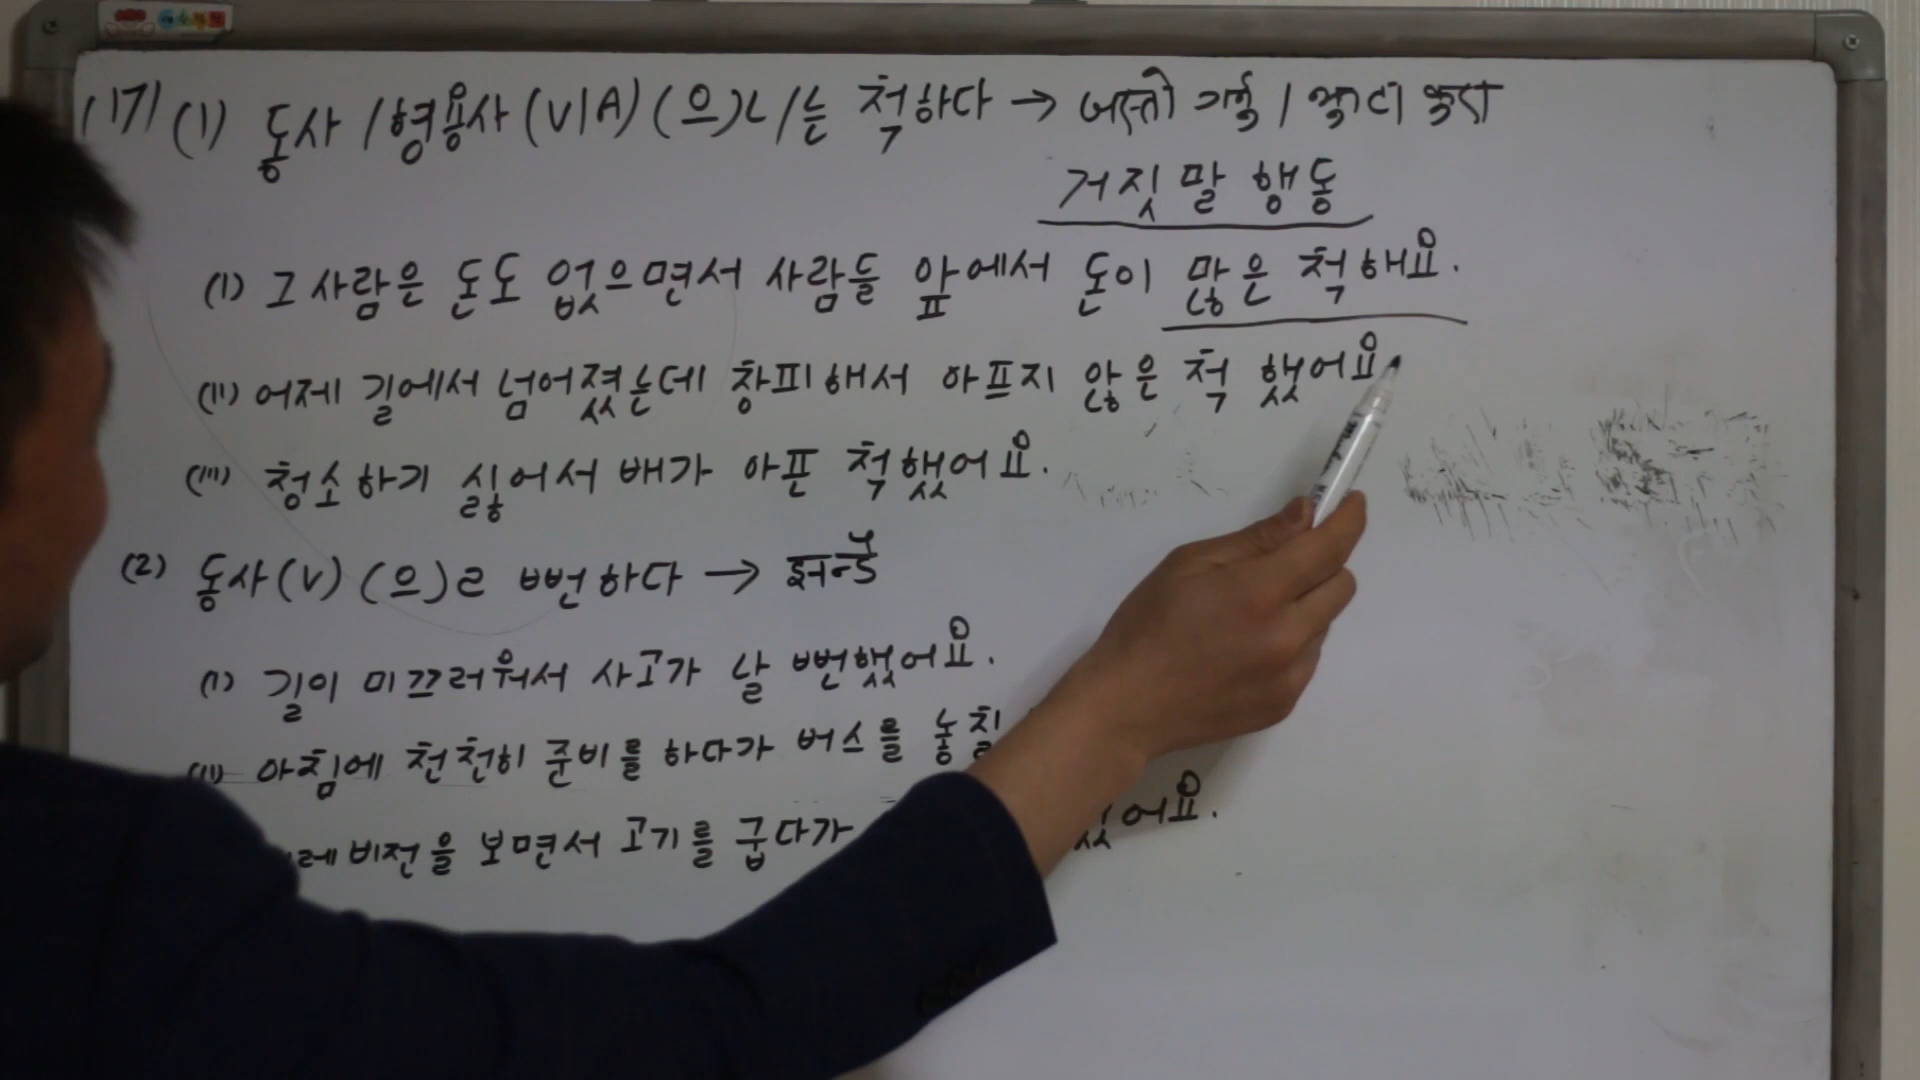 (17) (1) 동사/형용사(V/A)(으)ㄴ/는 척하다 → जस्तो गर्नु / झुटा कुरा
거짓말 행동
(i) 그 사람은 돈도 없으면서 사람들 앞에서 돈이 많은 척해요.
(ii) 어제 길에서 넘어졌는데 창피해서 아프지 않은 척 했어요.
(iii) 청소하기 싫어서 배가 아픈 척했어요.
(2) 동사(V)(으)ㄹ 뻔하다 →
(i) 길이 미끄러워서 사고가 날 뻔했어요.
(ii) 아침에 천천히 준비를 하다가 버스를 놓칠
레비전을 보면서 고기를 굽다가 었어요.